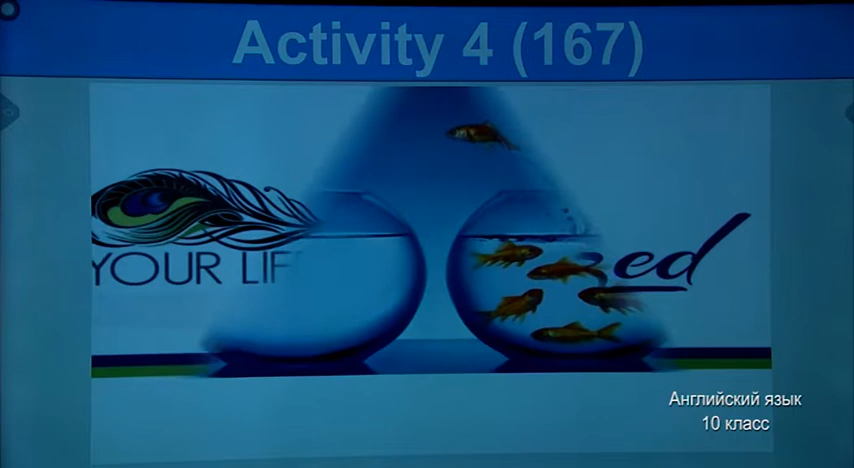 Activity 4 (167)
YOUR LIF
ed
Английский язык
10 класс